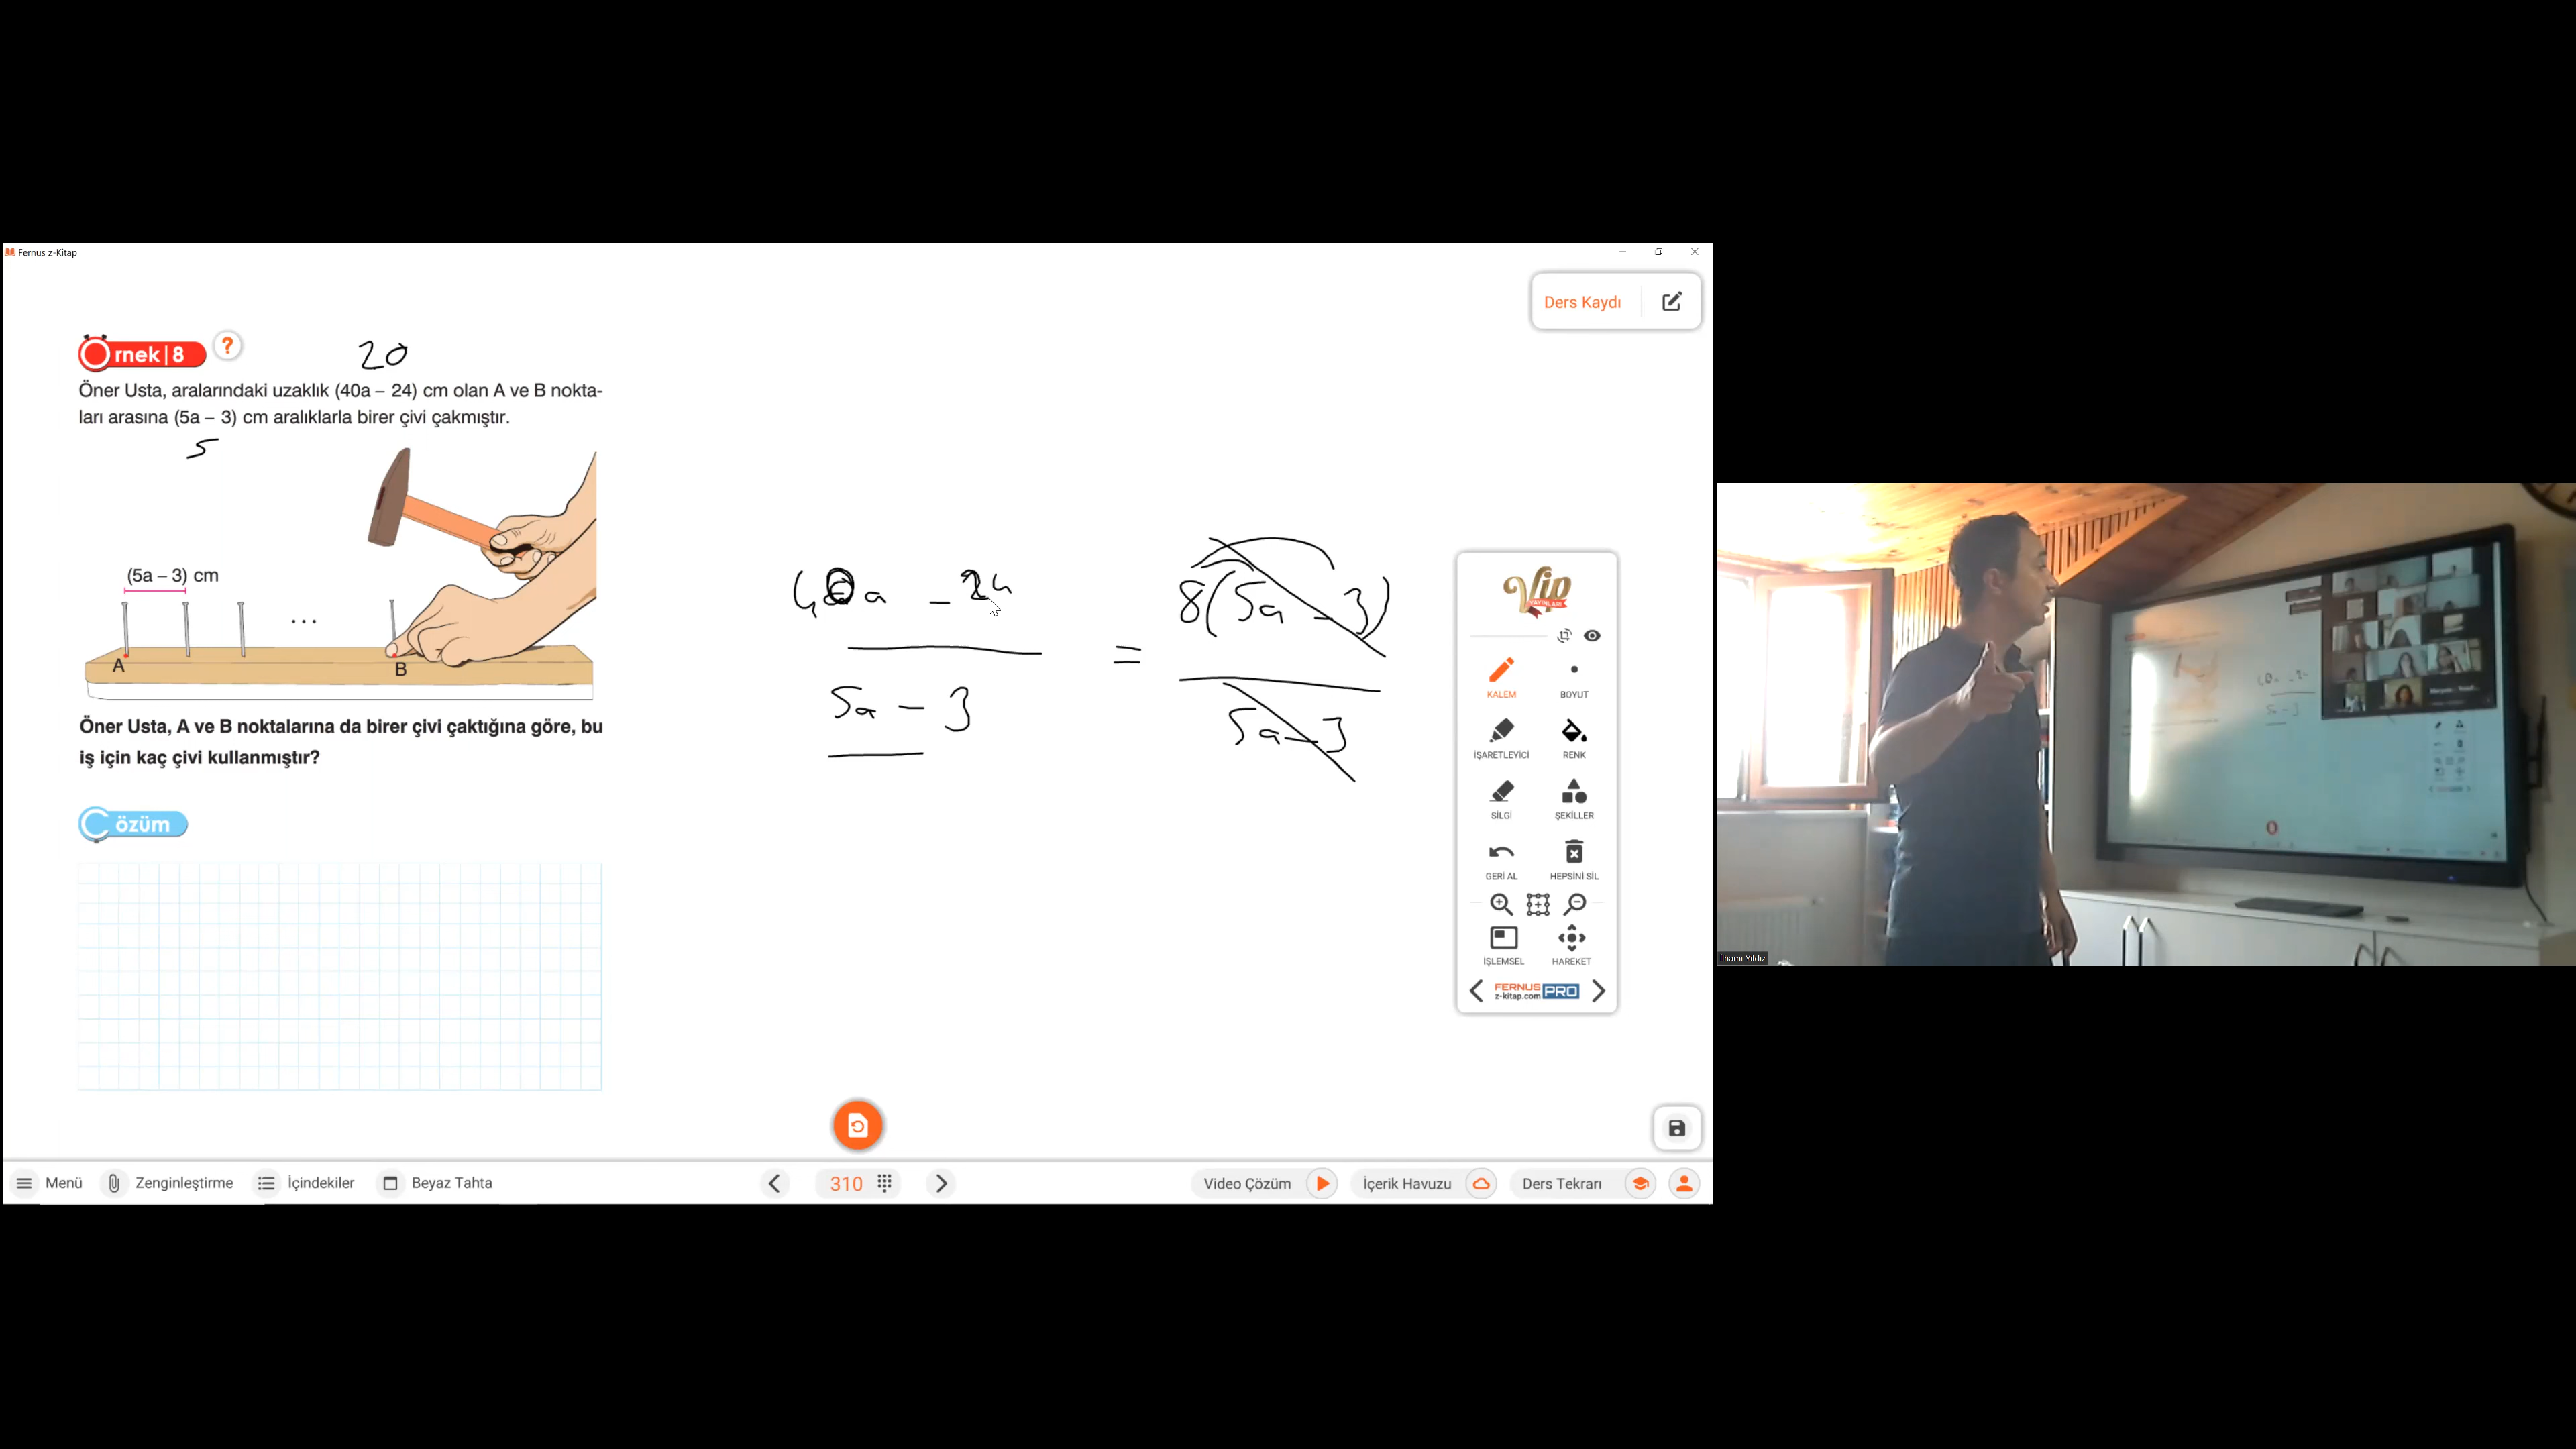 Fernus z-Kitap
Ders Kaydı
Örnek|8
?
20
Öner Usta, aralarındaki uzaklık (40a – 24) cm olan A ve B nokta-
ları arasına (5a – 3) cm aralıklarla birer çivi çakmıştır.
5
(5a – 3) cm
...
A
B
Öner Usta, A ve B noktalarına da birer çivi çaktığına göre, bu
iş için kaç çivi kullanmıştır?
Çözüm
40a – 24
5a – 3
=
8(5a – 3)
5a – 3
Vip
YAYINLARI
KALEM
BOYUT
İŞARETLEYİCİ
RENK
SİLGİ
ŞEKİLLER
GERİ AL
HEPSİNİ SİL
İŞLEMSEL
HAREKET
FERNUS
z-kitap.com PRO
Menü
Zenginleştirme
İçindekiler
Beyaz Tahta
310
Video Çözüm
İçerik Havuzu
Ders Tekrarı
İlhami Yıldız